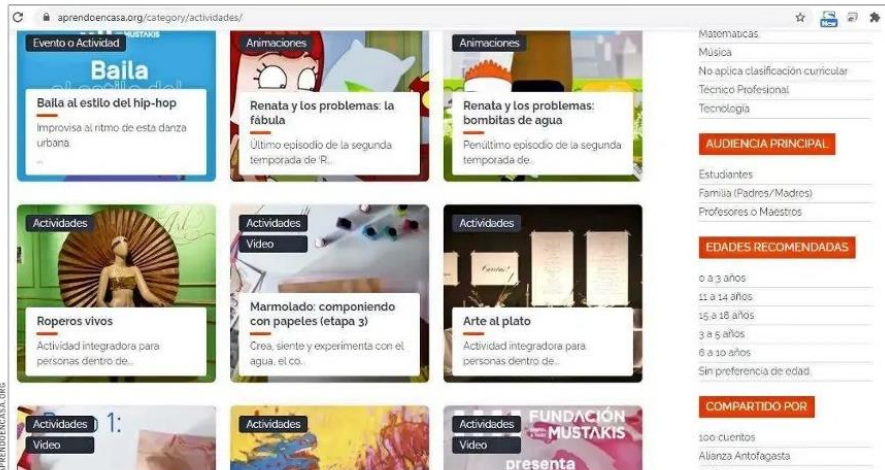 aprendoencasa.org/category/actividades/
New
MUSTAKIS
Evento o Actividad
Baila
Baila al estilo del hip-hop
Improvisa al ritmo de esta danza
urbana.
...
Animaciones
Renata y los problemas: la
fábula
Último episodio de la segunda
temporada de 'R...
Animaciones
Renata y los problemas:
bombitas de agua
Penúltimo episodio de la segunda
temporada de...
Actividades
Roperos vivos
Actividad integradora para
personas dentro de...
Actividades
Video
Marmolado: componiendo
con papeles (etapa 3)
Crea, siente y experimenta con el
agua, el co...
Actividades
Arte al plato
Actividad integradora para
personas dentro de...
Actividades
1:
Video
Actividades
Actividades
Video
FUNDACIÓN
MUSTAKIS
presenta
Matemáticas
Música
No aplica clasificación curricular
Técnico Profesional
Tecnología
AUDIENCIA PRINCIPAL
Estudiantes
Familia (Padres/Madres)
Profesores o Maestros
EDADES RECOMENDADAS
0 a 3 años
11 a 14 años
15 a 18 años
3 a 5 años
6 a 10 años
Sin preferencia de edad
COMPARTIDO POR
100 cuentos
Alianza Antofagasta
APRENDOENCASA.ORG